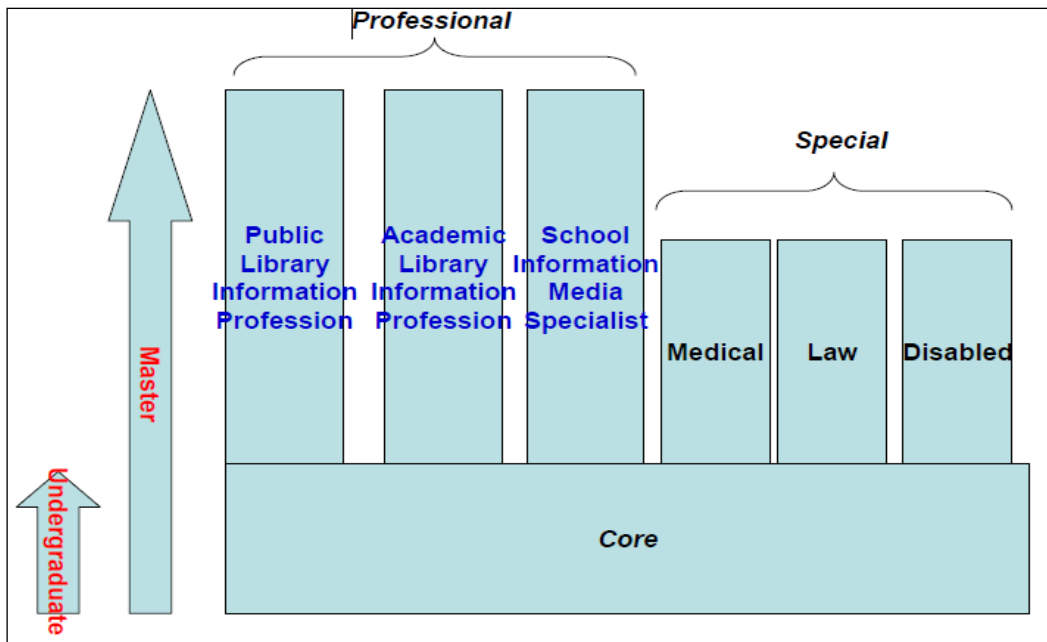 Professional
Special
Public
Library
Information
Profession
Academic
Library
Information
Profession
School
Information
Media
Specialist
Medical
Law
Disabled
Master
Undergraduate
Core